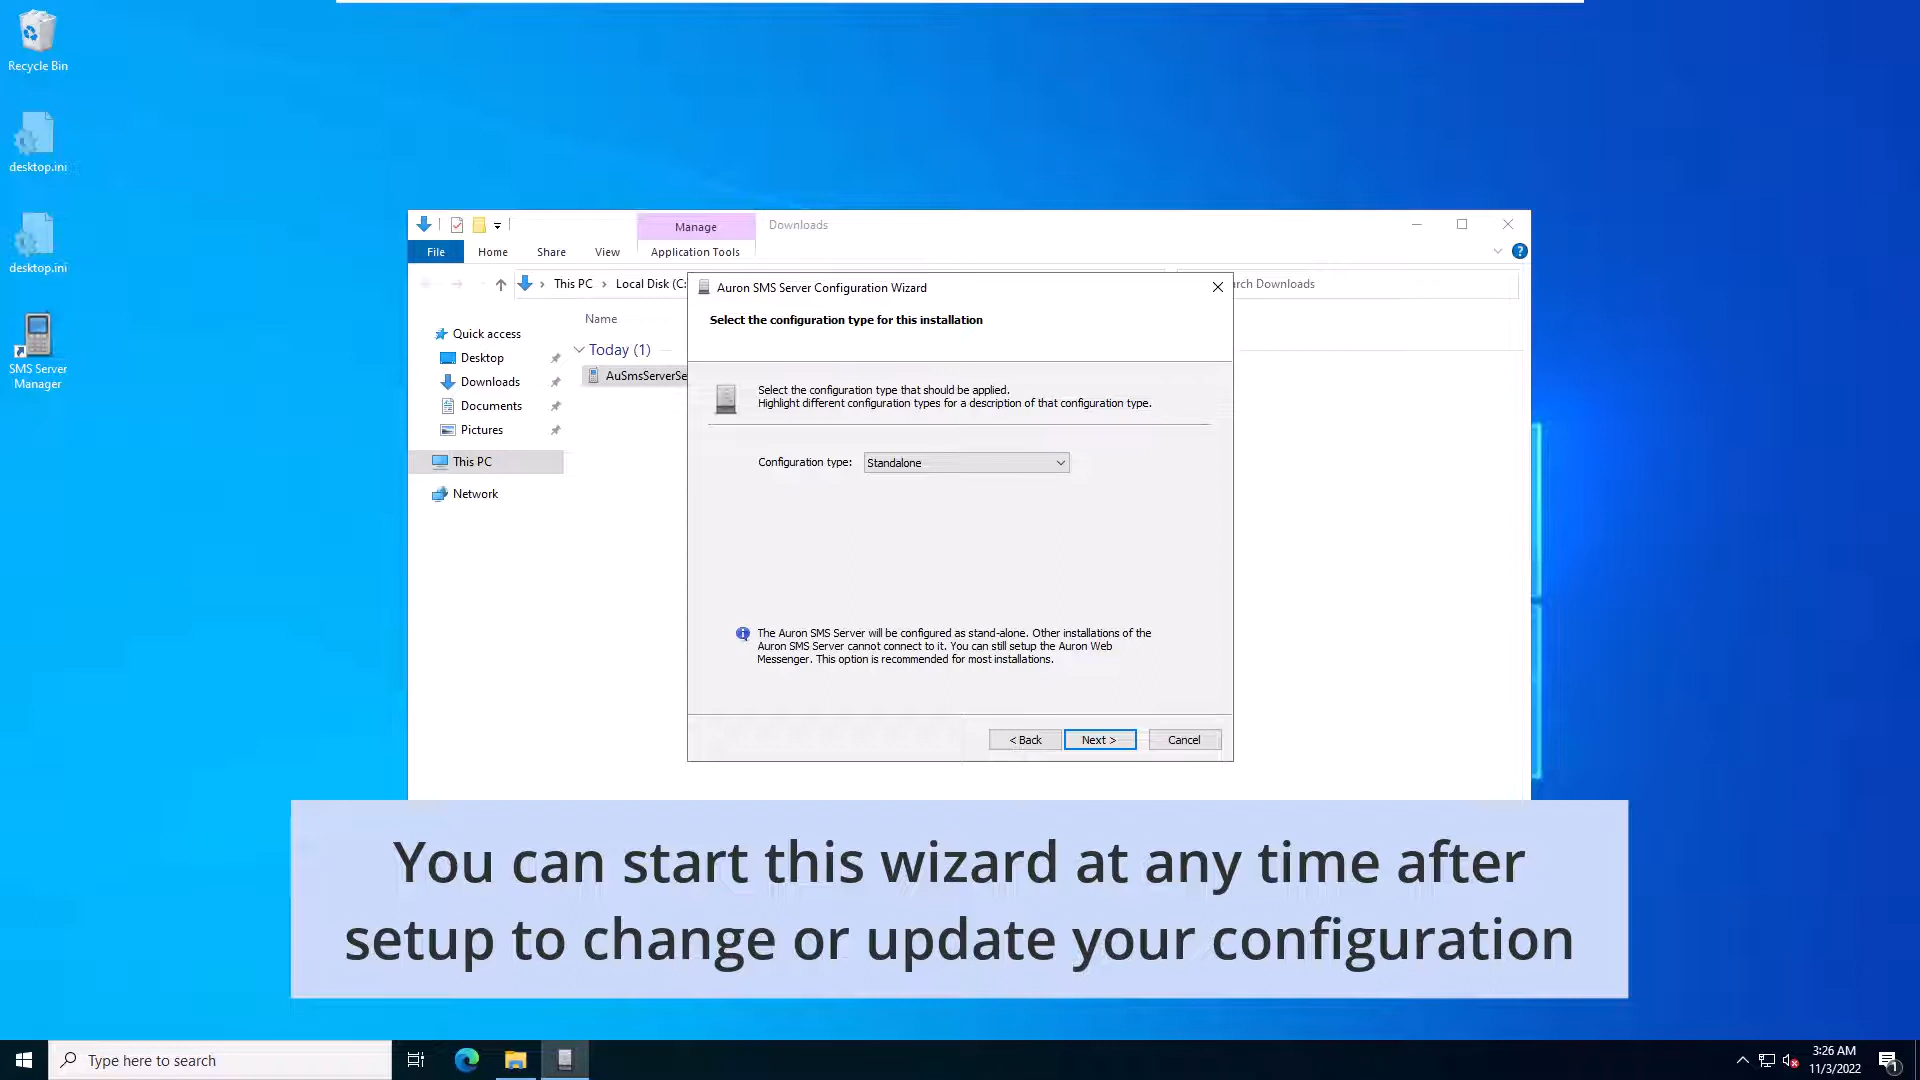 Recycle Bin
desktop.ini
desktop.ini
SMS Server
Manager
Manage
Downloads
File
Home
Share
View
Application Tools
This PC
Local Disk (C:
rch Downloads
Quick access
Desktop
Downloads
Documents
Pictures
This PC
Network
Name
Today (1)
AuSmsServerSe
Auron SMS Server Configuration Wizard
Select the configuration type for this installation
Select the configuration type that should be applied.
Highlight different configuration types for a description of that configuration type.
Configuration type:
Standalone
The Auron SMS Server will be configured as stand-alone. Other installations of the
Auron SMS Server cannot connect to it. You can still setup the Auron Web
Messenger. This option is recommended for most installations.
< Back
Next >
Cancel
You can start this wizard at any time after
setup to change or update your configuration
Type here to search
3:26 AM
11/3/2022
1